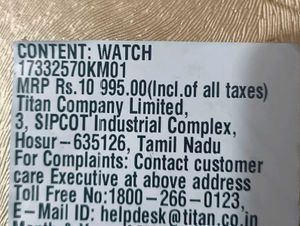 CONTENT: WATCH
17332570KM01
MRP Rs.10 995.00(Incl.of all taxes)
Titan Company Limited,
3, SIPCOT Industrial Complex,
Hosur-635126, Tamil Nadu
For Complaints: Contact customer
care Executive at above address
Toll Free No:1800-266-0123,
E-Mail ID: helpdesk@titan.co.in